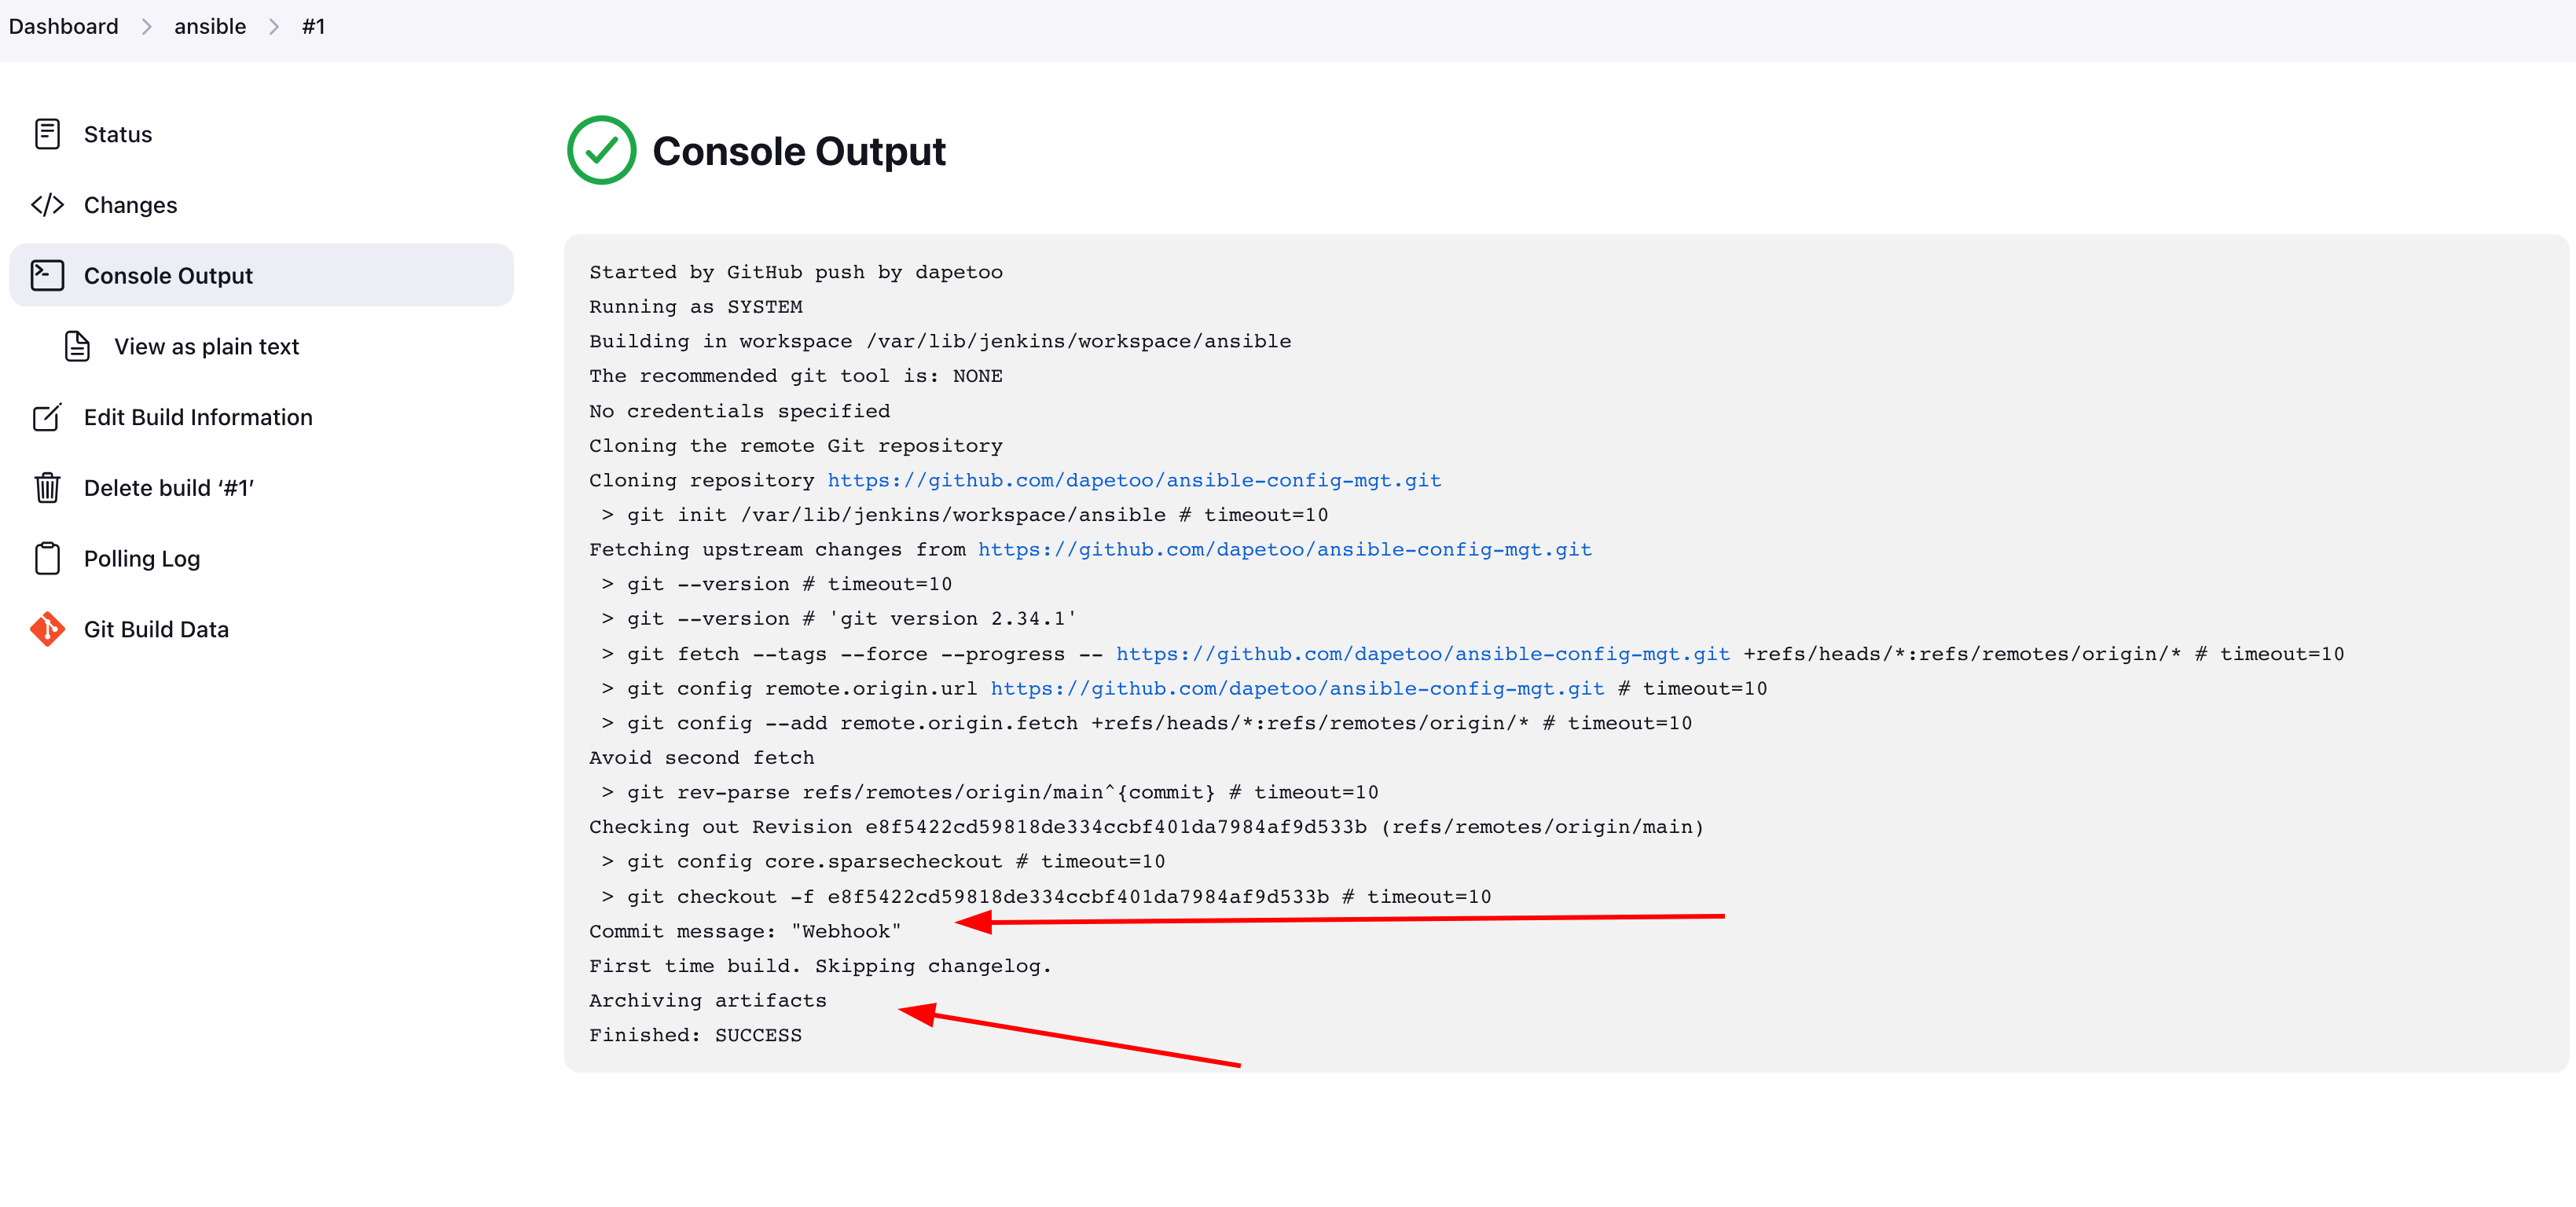 Dashboard > ansible > #1
Status
Changes
Console Output
View as plain text
Edit Build Information
Delete build ‘#1’
Polling Log
Git Build Data
Console Output
Started by GitHub push by dapetoo
Running as SYSTEM
Building in workspace /var/lib/jenkins/workspace/ansible
The recommended git tool is: NONE
No credentials specified
Cloning the remote Git repository
Cloning repository https://github.com/dapetoo/ansible-config-mgt.git
 > git init /var/lib/jenkins/workspace/ansible # timeout=10
Fetching upstream changes from https://github.com/dapetoo/ansible-config-mgt.git
 > git --version # timeout=10
 > git --version # 'git version 2.34.1'
 > git fetch --tags --force --progress -- https://github.com/dapetoo/ansible-config-mgt.git +refs/heads/*:refs/remotes/origin/* # timeout=10
 > git config remote.origin.url https://github.com/dapetoo/ansible-config-mgt.git # timeout=10
 > git config --add remote.origin.fetch +refs/heads/*:refs/remotes/origin/* # timeout=10
Avoid second fetch
 > git rev-parse refs/remotes/origin/main^{commit} # timeout=10
Checking out Revision e8f5422cd59818de334ccbf401da7984af9d533b (refs/remotes/origin/main)
 > git config core.sparsecheckout # timeout=10
 > git checkout -f e8f5422cd59818de334ccbf401da7984af9d533b # timeout=10
Commit message: "Webhook"
First time build. Skipping changelog.
Archiving artifacts
Finished: SUCCESS